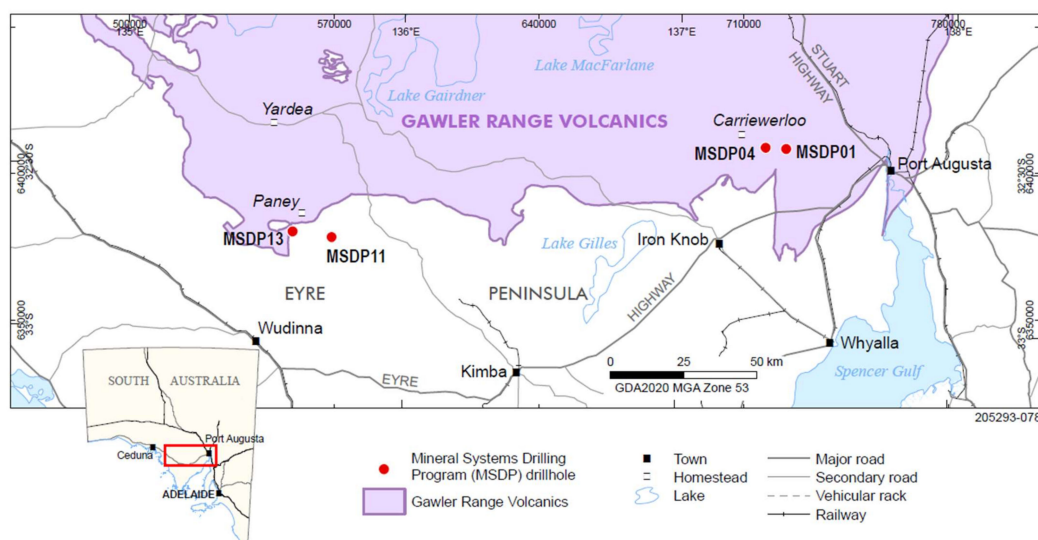 500000
570000
640000
710000
780000
135°E
136°E
137°E
138°E
STUART
HIGHWAY
Lake MacFarlane
Lake Gairdner
Yardea
GAWLER RANGE VOLCANICS
Carriewerloo
MSDP04
MSDP01
Port Augusta
6400000
32°30'S
32°30'S
6400000
Paney
MSDP13
MSDP11
Lake Gilles
Iron Knob
EYRE
PENINSULA
HIGHWAY
6350000
33°S
33°S
6350000
Wudinna
Whyalla
Kimba
EYRE
0 25 50 km
GDA2020 MGA Zone 53
Spencer Gulf
205293-078
SOUTH AUSTRALIA
Port Augusta
Ceduna
ADELAIDE
Mineral Systems Drilling
Program (MSDP) drillhole
Gawler Range Volcanics
Town
Homestead
Lake
Major road
Secondary road
Vehicular rack
Railway